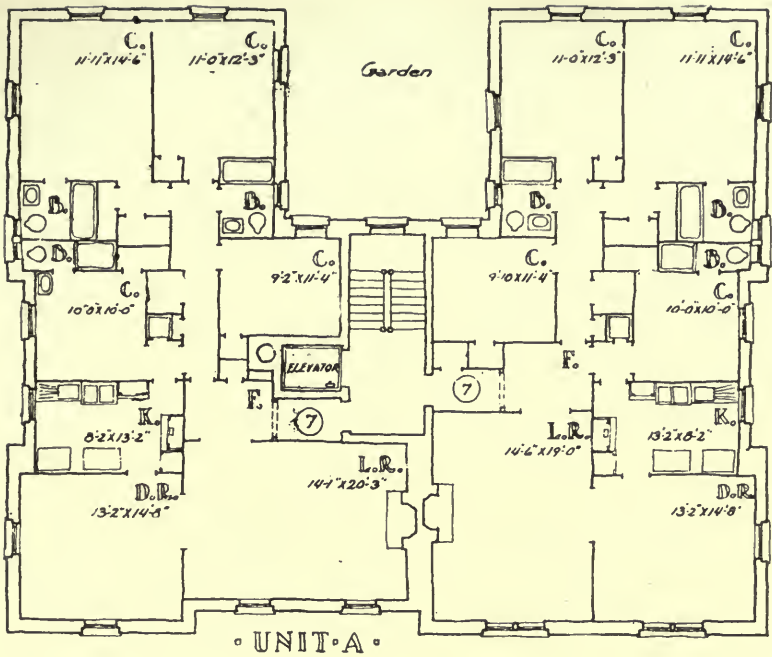 C.
11-11"X14-6"
C.
11-0"X12-3"
Garden
C.
11-0"X12-3"
C.
11-11"X14-6"
B.
B.
B.
B.
B.
B.
C.
9-2"X11-4"
C.
9-10"X11-4"
C.
10-0"X10-0"
C.
10-0"X10-0"
ELEVATOR
F.
7
7
F.
K.
8-2"X13-2"
K.
13-2"X8-2"
L.R.
14-1"X20-3"
L.R.
14-6"X19-0"
D.R.
13-2"X14-8"
D.R.
13-2"X14-8"
· UNIT·A ·